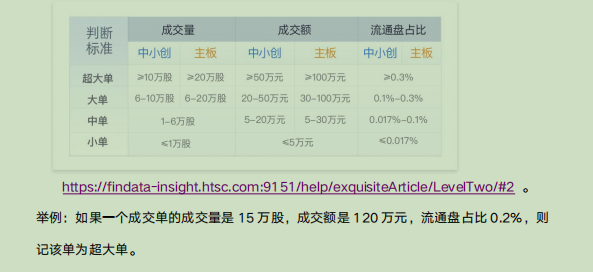 判断标准 成交量 成交额 流通盘占比
中小创 主板 中小创 主板 中小创 主板
超大单 ≥10万股 ≥20万股 ≥50万元 ≥100万元 ≥0.3%
大单 6-10万股 6-20万股 20-50万元 30-100万元 0.1%-0.3%
中单 1-6万股 5-20万元 5-30万元 0.017%-0.1%
小单 ≤1万股 ≤5万元 ≤0.017%
https://findata-insight.htsc.com:9151/help/exquisiteArticle/LevelTwo/#2 。
举例：如果一个成交单的成交量是 15 万股，成交额是 120 万元，流通盘占比 0.2%，则
记该单为超大单。